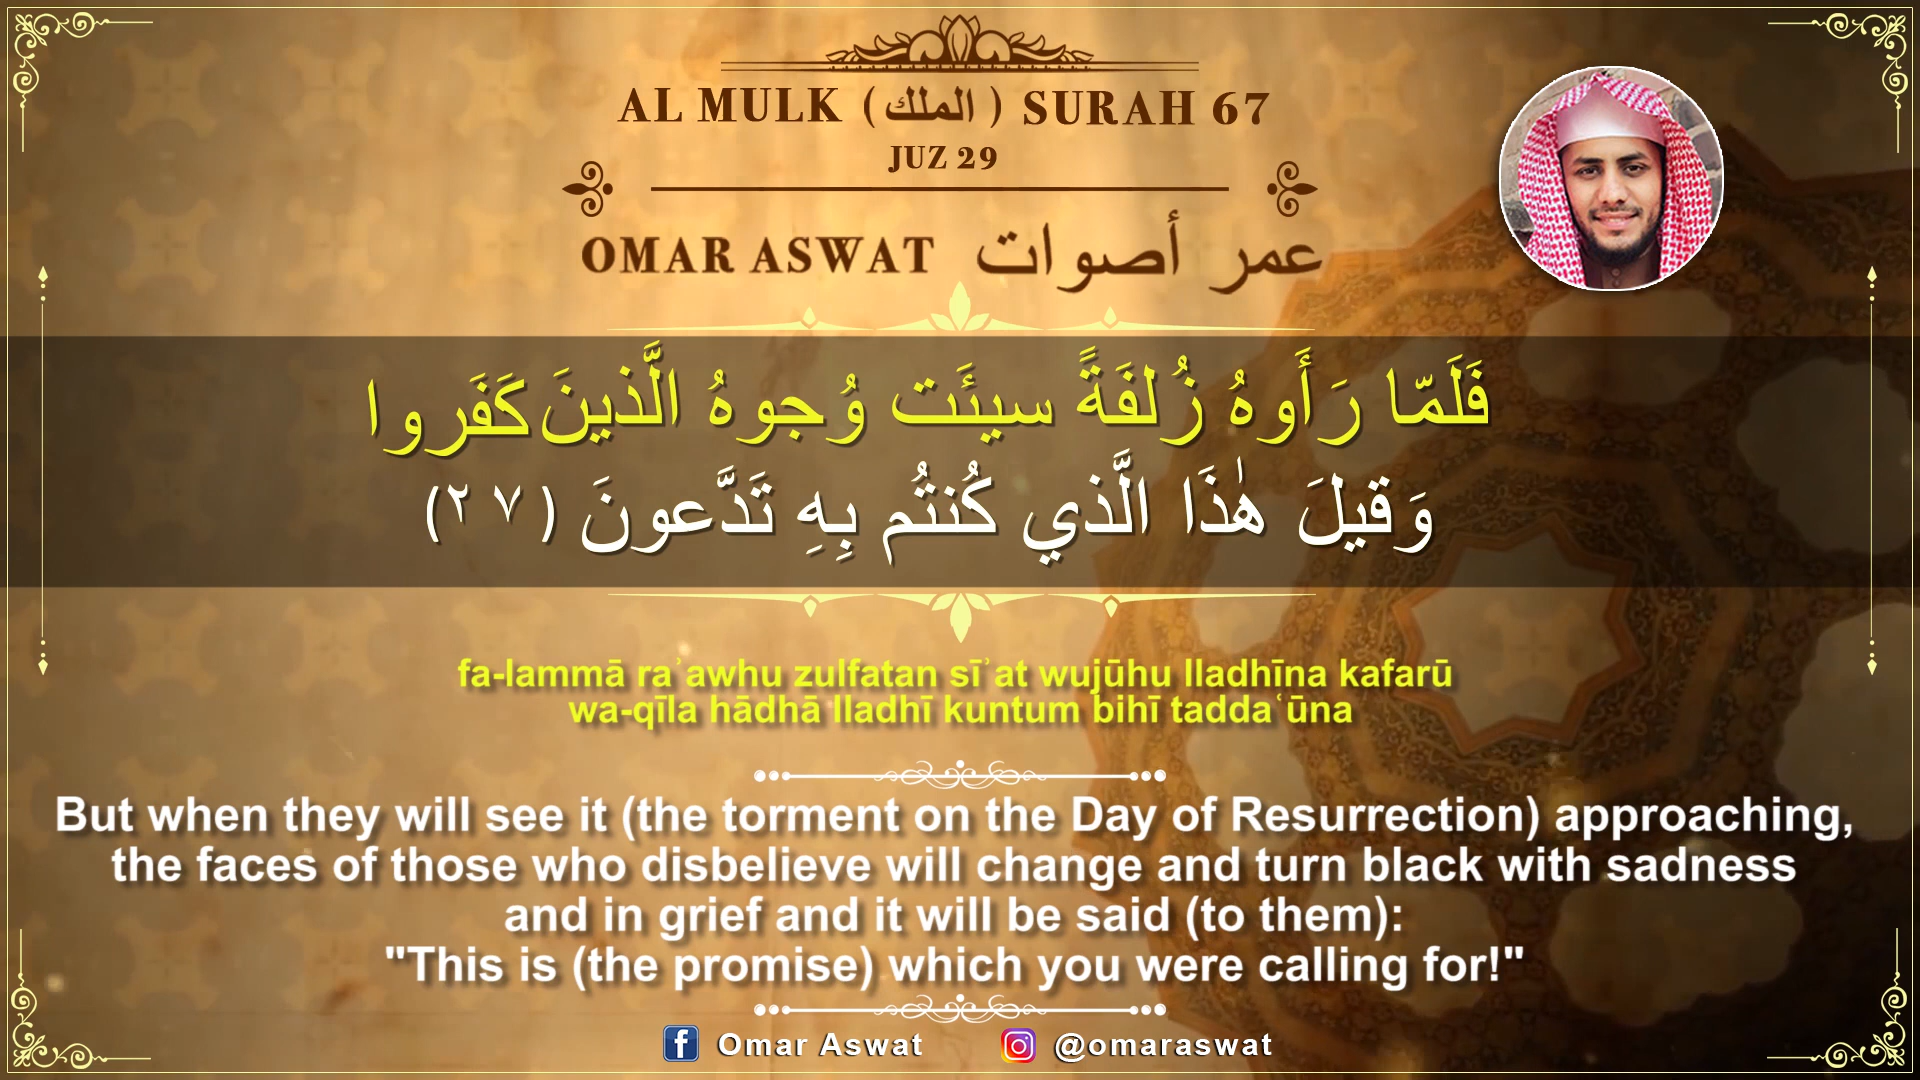 AL MULK (الملك) SURAH 67
JUZ 29
OMAR ASWAT عمر أصوات
فَلَمّا رَأَوهُ زُلفَةً سيئَت وُجوهُ الَّذينَ كَفَروا
وَقيلَ هٰذَا الَّذي كُنتُم بِهِ تَدَّعونَ (٢٧)
fa-lammā raʾawhu zulfatan sīʾat wujūhu lladhīna kafarū
wa-qīla hādhā lladhī kuntum bihī taddaʿūna
But when they will see it (the torment on the Day of Resurrection) approaching,
the faces of those who disbelieve will change and turn black with sadness
and in grief and it will be said (to them):
"This is (the promise) which you were calling for!"
f Omar Aswat @omaraswat